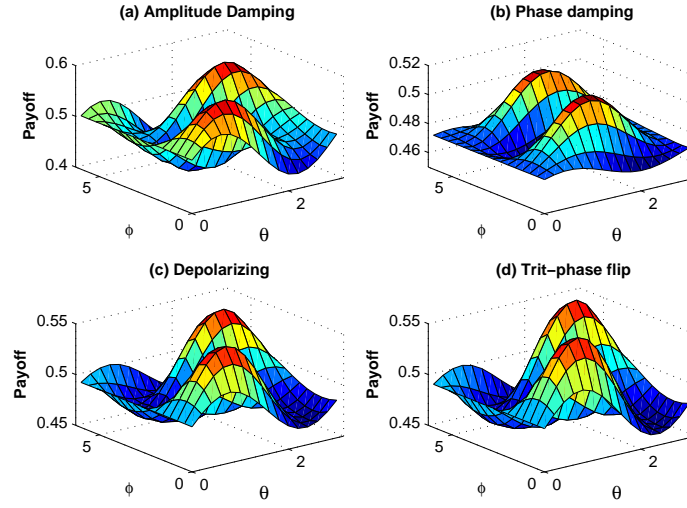 (a) Amplitude Damping
0.6
0.5
0.4
Payoff
5
0
ϕ
0
2
θ
(b) Phase damping
0.52
0.5
0.48
0.46
Payoff
5
0
ϕ
0
2
θ
(c) Depolarizing
0.55
0.5
0.45
Payoff
5
0
ϕ
0
2
θ
(d) Trit−phase flip
0.55
0.5
0.45
Payoff
5
0
ϕ
0
2
θ